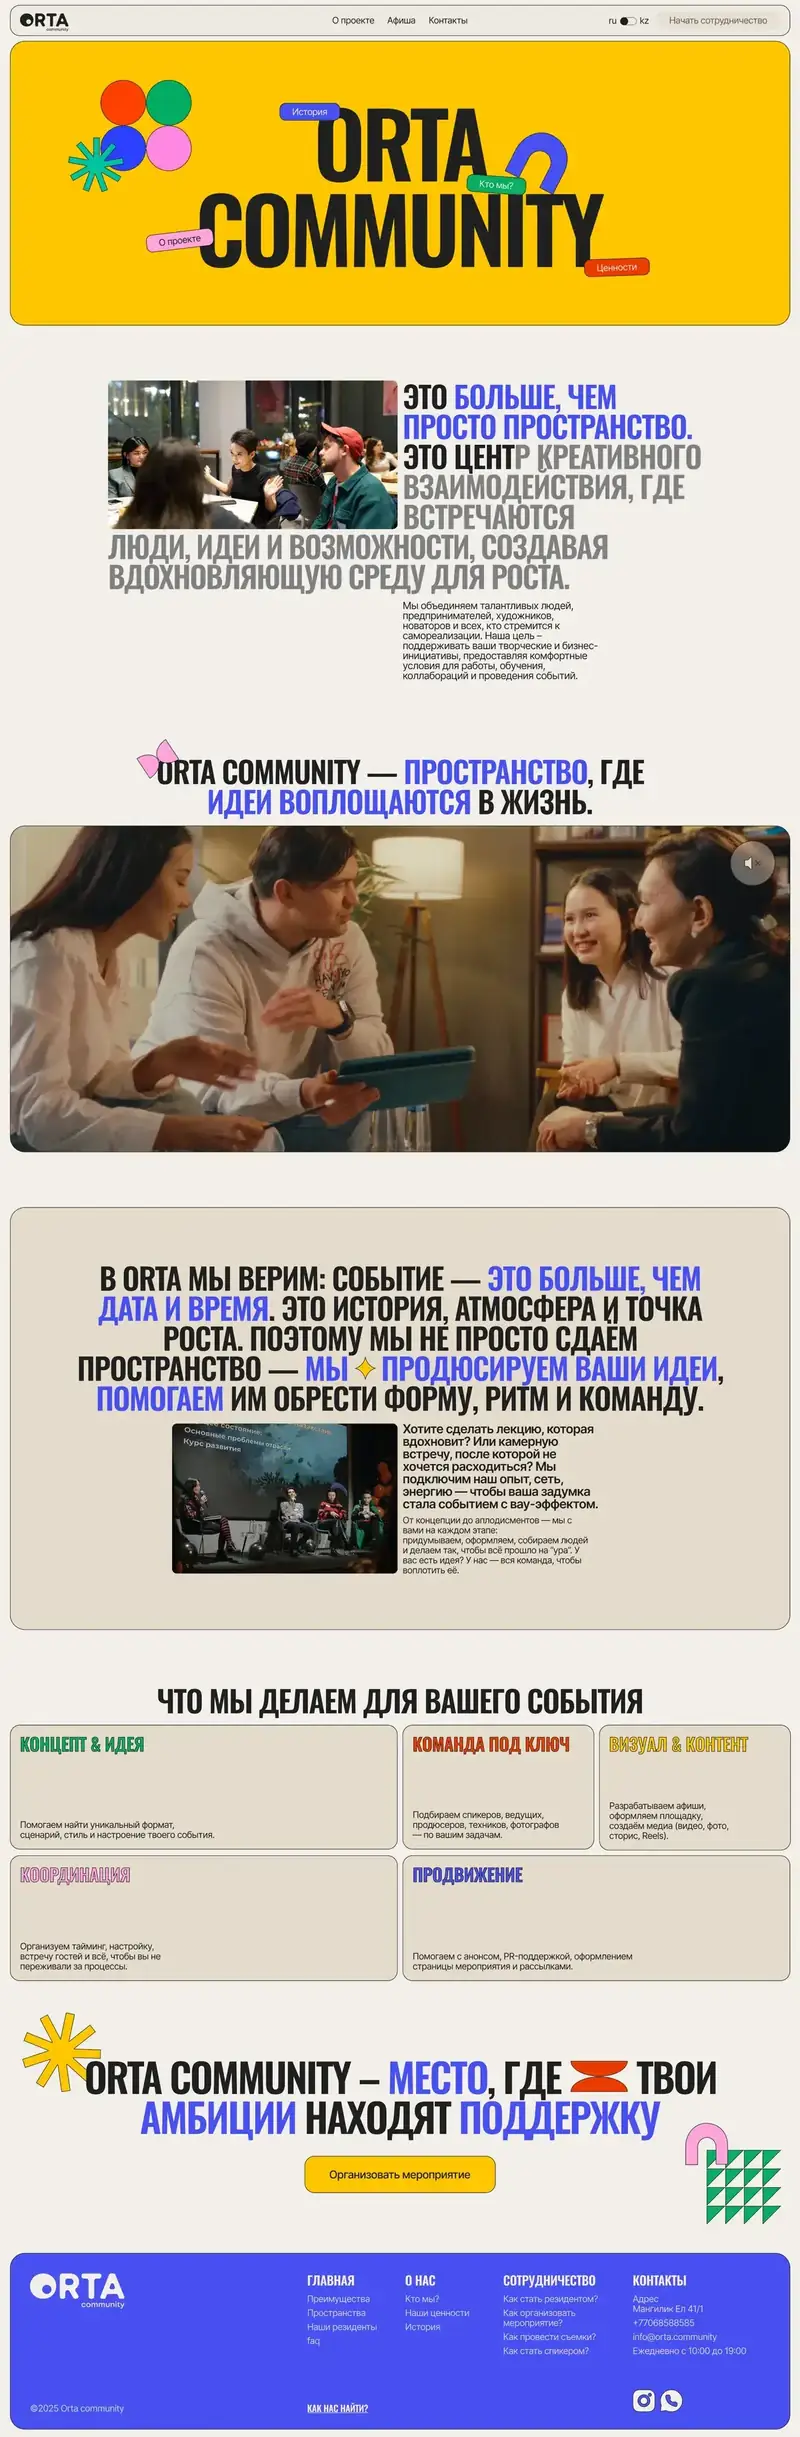 ORTA
community
О проекте Афиша Контакты
ru kz
Начать сотрудничество
История
ORTA
Кто мы?
COMMUNITY
О проекте
Ценности
ЭТО БОЛЬШЕ, ЧЕМ
ПРОСТО ПРОСТРАНСТВО.
ЭТО ЦЕНТР КРЕАТИВНОГО
ВЗАИМОДЕЙСТВИЯ, ГДЕ
ВСТРЕЧАЮТСЯ
ЛЮДИ, ИДЕИ И ВОЗМОЖНОСТИ, СОЗДАВАЯ
ВДОХНОВЛЯЮЩУЮ СРЕДУ ДЛЯ РОСТА.
Мы объединяем талантливых людей,
предпринимателей, художников,
новаторов и всех, кто стремится к
самореализации. Наша цель –
поддерживать ваши творческие и бизнес-
инициативы, предоставляя комфортные
условия для работы, обучения,
коллабораций и проведения событий.
ORTA COMMUNITY — ПРОСТРАНСТВО, ГДЕ
ИДЕИ ВОПЛОЩАЮТСЯ В ЖИЗНЬ.
В ORTA МЫ ВЕРИМ: СОБЫТИЕ — ЭТО БОЛЬШЕ, ЧЕМ
ДАТА И ВРЕМЯ. ЭТО ИСТОРИЯ, АТМОСФЕРА И ТОЧКА
РОСТА. ПОЭТОМУ МЫ НЕ ПРОСТО СДАЁМ
ПРОСТРАНСТВО — МЫ ПРОДЮСИРУЕМ ВАШИ ИДЕИ,
ПОМОГАЕМ ИМ ОБРЕСТИ ФОРМУ, РИТМ И КОМАНДУ.
состояние
Основные проблемы отрасли
Курс развития
Хотите сделать лекцию, которая
вдохновит? Или камерную
встречу, после которой не
хочется расходиться? Мы
подключим наш опыт, сеть,
энергию — чтобы ваша задумка
стала событием с вау-эффектом.
От концепции до аплодисментов — мы с
вами на каждом этапе:
придумываем, оформляем, собираем людей
и делаем так, чтобы всё прошло на "ура". У
вас есть идея? У нас — вся команда, чтобы
воплотить её.
ЧТО МЫ ДЕЛАЕМ ДЛЯ ВАШЕГО СОБЫТИЯ
КОНЦЕПТ & ИДЕЯ
Помогаем найти уникальный формат,
сценарий, стиль и настроение твоего события.
КОМАНДА ПОД КЛЮЧ
Подбираем спикеров, ведущих,
продюсеров, техников, фотографов
— по вашим задачам.
ВИЗУАЛ & КОНТЕНТ
Разрабатываем афиши,
оформляем площадку,
создаём медиа (видео, фото,
сторис, Reels).
КООРДИНАЦИЯ
Организуем тайминг, настройку,
встречу гостей и всё, чтобы вы не
переживали за процессы.
ПРОДВИЖЕНИЕ
Помогаем с анонсом, PR-поддержкой, оформлением
страницы мероприятия и рассылками.
ORTA COMMUNITY – МЕСТО, ГДЕ ТВОИ
АМБИЦИИ НАХОДЯТ ПОДДЕРЖКУ
Организовать мероприятие
ORTA
community
ГЛАВНАЯ
Преимущества
Пространства
Наши резиденты
faq
О НАС
Кто мы?
Наши ценности
История
СОТРУДНИЧЕСТВО
Как стать резидентом?
Как организовать
мероприятие?
Как провести съемки?
Как стать спикером?
КОНТАКТЫ
Адрес
Мангилик Ел 41/1
+77068588585
info@orta.community
Ежедневно с 10:00 до 19:00
©2025 Orta community
КАК НАС НАЙТИ?